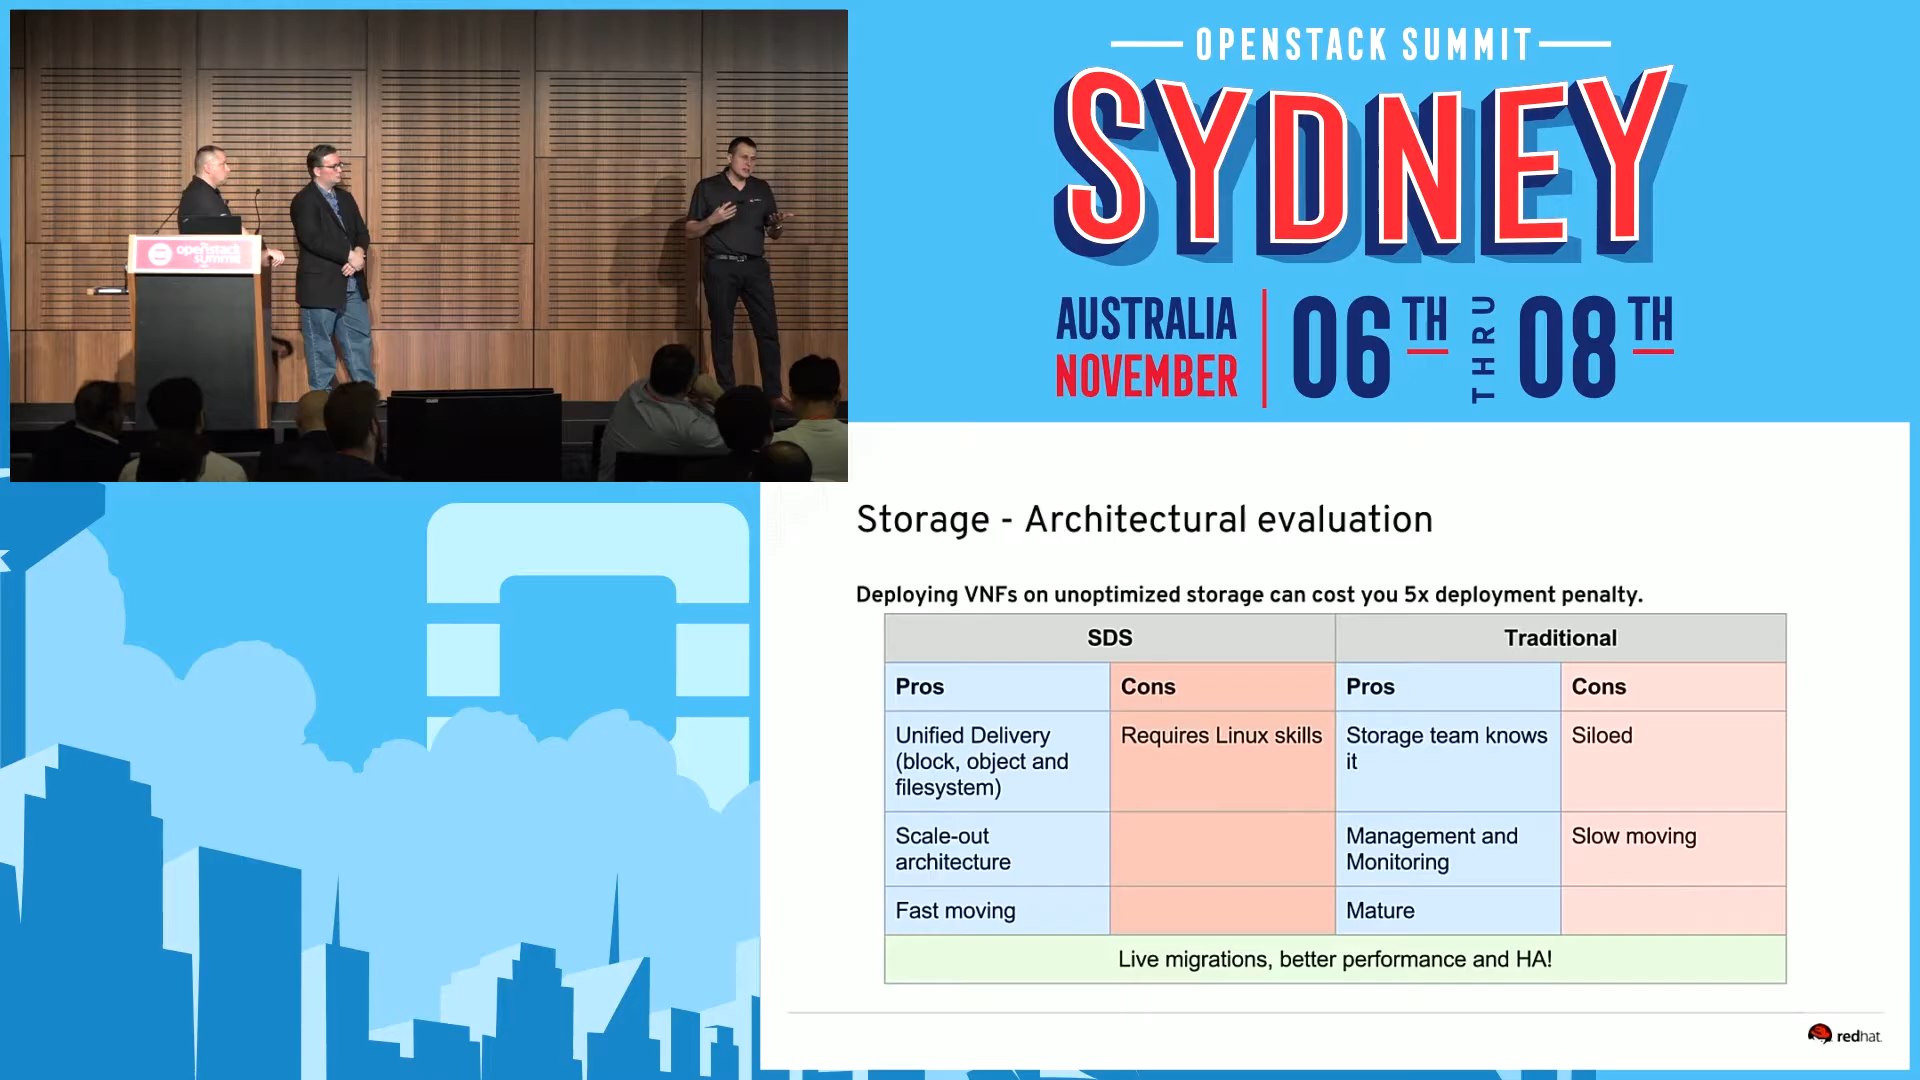 OPENSTACK SUMMIT
SYDNEY
AUSTRALIA
NOVEMBER
06TH THRU 08TH
openstack
summit
Storage - Architectural evaluation
Deploying VNFs on unoptimized storage can cost you 5x deployment penalty.
SDS Traditional
Pros Cons Pros Cons
Unified Delivery
(block, object and
filesystem)
Requires Linux skills
Storage team knows
it
Siloed
Scale-out
architecture
Management and
Monitoring
Slow moving
Fast moving
Mature
Live migrations, better performance and HA!
redhat.